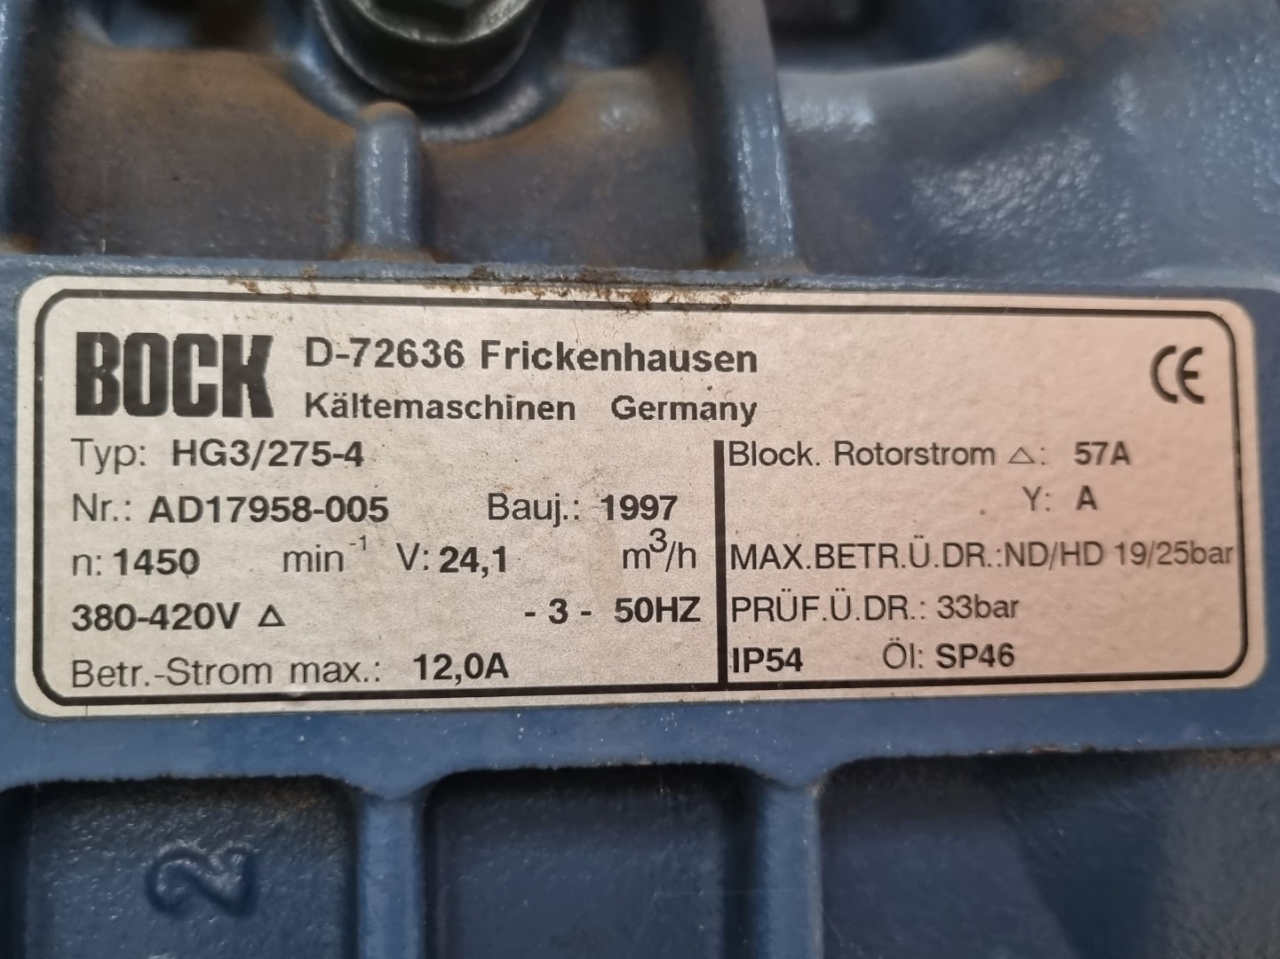 BOCK D-72636 Frickenhausen CE
Kältemaschinen Germany
Typ: HG3/275-4
Nr.: AD17958-005 Bauj.: 1997
n: 1450 min⁻¹ V: 24,1 m³/h
380-420V △ - 3 - 50HZ
Betr.-Strom max.: 12,0A
Block. Rotorstrom △: 57A
Y: A
MAX.BETR.Ü.DR.:ND/HD 19/25bar
PRÜF.Ü.DR.: 33bar
IP54 Öl: SP46
2